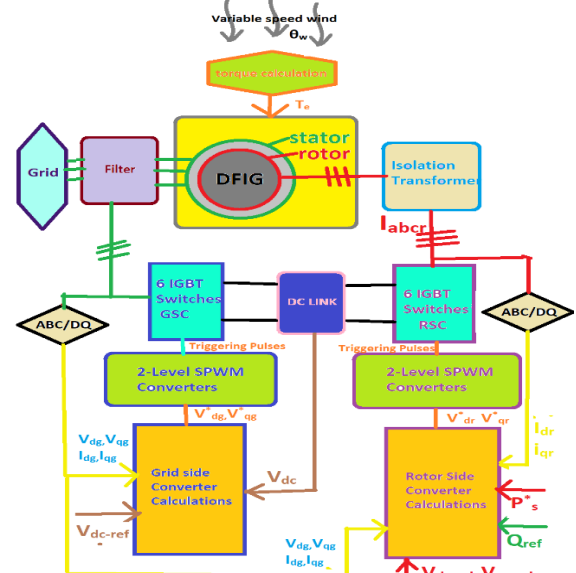 Variable speed wind
θw
torque calculation
Te
stator
rotor
DFIG
Grid
Filter
Isolation
Transformer
Iabcr
6 IGBT
Switches
GSC
DC LINK
6 IGBT
Switches
RSC
ABC/DQ
ABC/DQ
Triggering Pulses
Triggering Pulses
2-Level SPWM
Converters
2-Level SPWM
Converters
V*dg,V*qg
V*dr V*qr
Vdg,Vqg
Idg,Iqg
Grid side
Converter
Calculations
Vdc
Vdc-ref
Rotor Side
Converter
Calculations
idr
iqr
P*s
Qref
Vdg,Vqg
Idg,Iqg